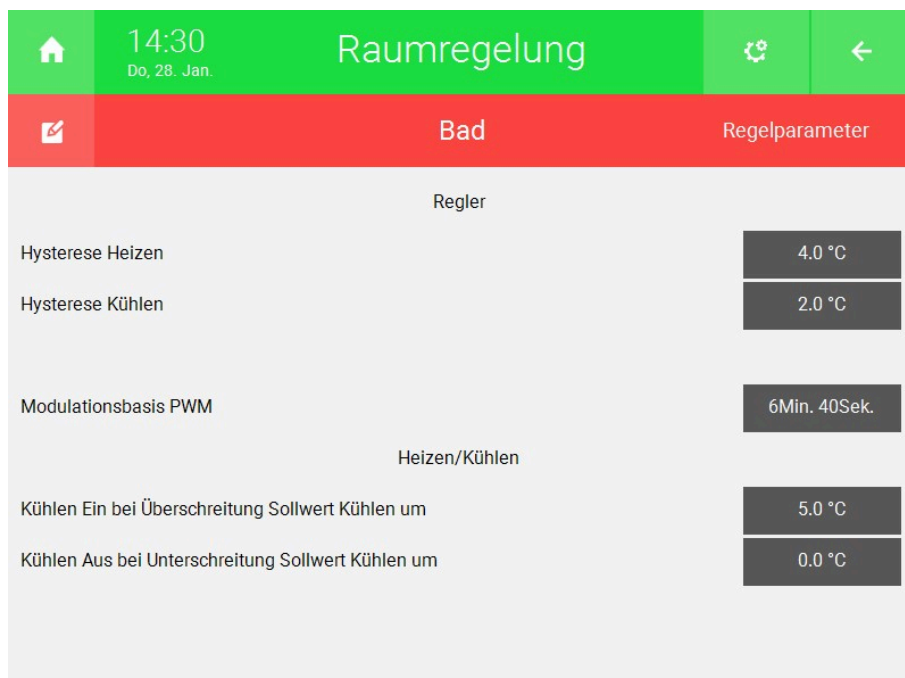 14:30
Do, 28. Jan.
Raumregelung
Bad
Regelparameter
Regler
Hysterese Heizen 4.0 °C
Hysterese Kühlen 2.0 °C
Modulationsbasis PWM 6Min. 40Sek.
Heizen/Kühlen
Kühlen Ein bei Überschreitung Sollwert Kühlen um 5.0 °C
Kühlen Aus bei Unterschreitung Sollwert Kühlen um 0.0 °C